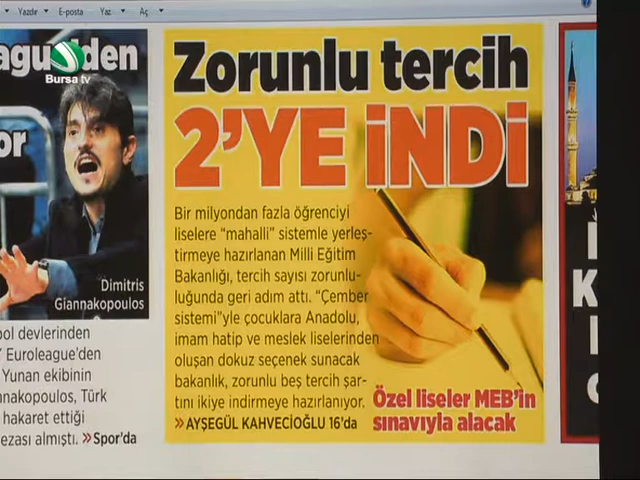 Yazdır
E-posta
Yaz
Aç
den
Bursa tv
or
Dimitris
Giannakopoulos
bol devlerinden
Euroleague'den
Yunan ekibinin
nnakopoulos, Türk
hakaret ettiği
ezası almıştı. » Spor'da
Zorunlu tercih
2'YE İNDİ
Bir milyondan fazla öğrenciyi
liselere “mahalli” sistemle yerleş-
tirmeye hazırlanan Milli Eğitim
Bakanlığı, tercih sayısı zorunlu-
luğunda geri adım attı. “Çember
sistemi”yle çocuklara Anadolu,
imam hatip ve meslek liselerinden
oluşan dokuz seçenek sunacak
bakanlık, zorunlu beş tercih şar-
tını ikiye indirmeye hazırlanıyor.
» AYŞEGÜL KAHVECİOĞLU 16'da
Özel liseler MEB'in
sınavıyla alacak
K